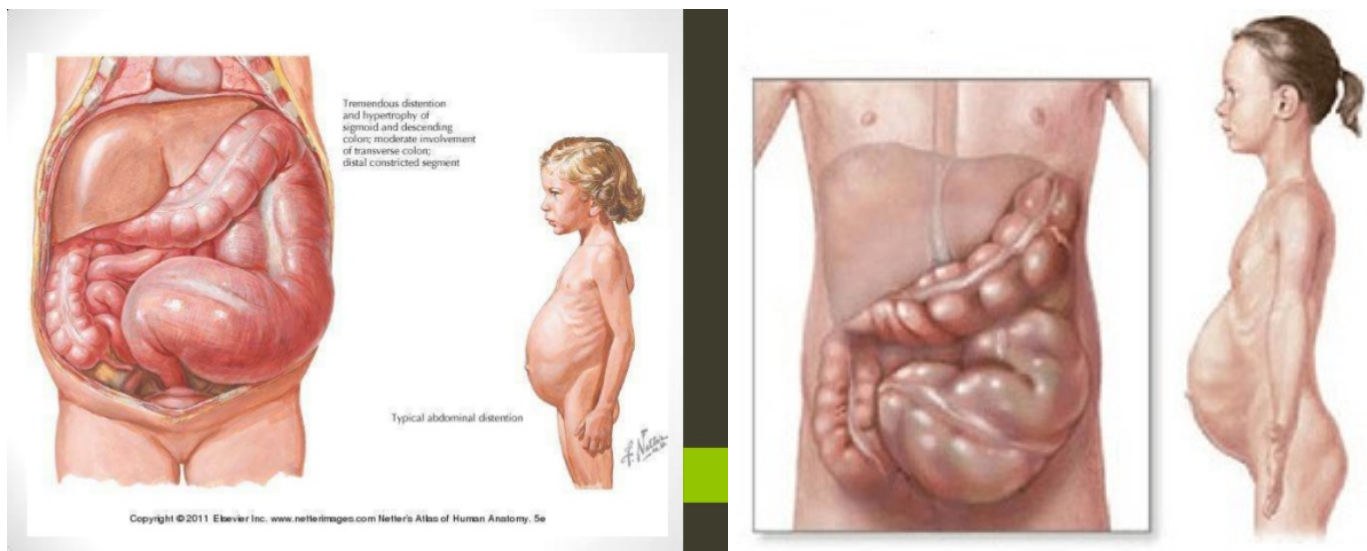 Tremendous distention
and hypertrophy of
sigmoid and descending
colon; moderate involvement
of transverse colon;
distal constricted segment
Typical abdominal distention
F. Netter
Copyright ©2011 Elsevier Inc. www.netterimages.com Netter's Atlas of Human Anatomy. 5e